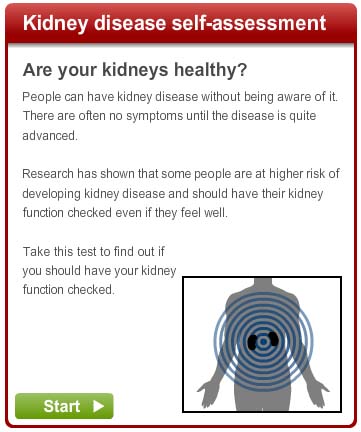 Kidney disease self-assessment
Are your kidneys healthy?
People can have kidney disease without being aware of it.
There are often no symptoms until the disease is quite
advanced.
Research has shown that some people are at higher risk of
developing kidney disease and should have their kidney
function checked even if they feel well.
Take this test to find out if
you should have your kidney
function checked.
Start